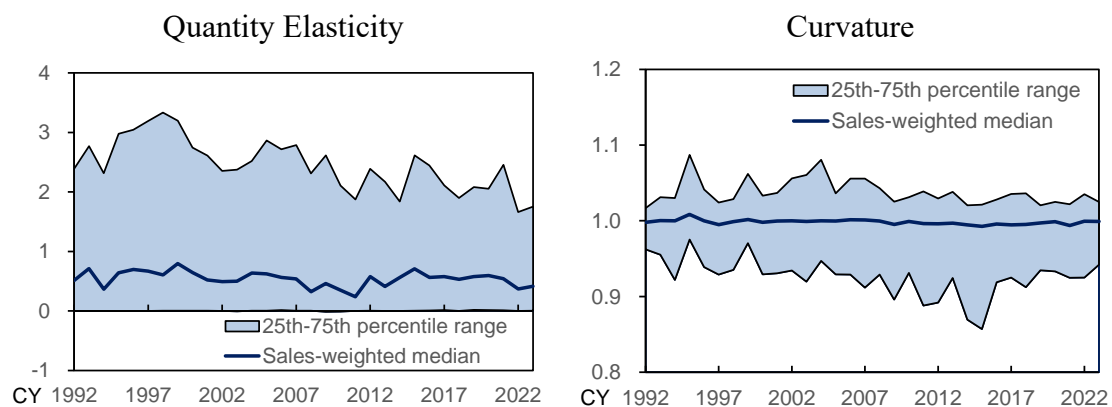 Quantity Elasticity
4
3
2
1
0
-1
25th-75th percentile range
Sales-weighted median
CY 1992 1997 2002 2007 2012 2017 2022
Curvature
1.2
1.1
1.0
0.9
0.8
25th-75th percentile range
Sales-weighted median
CY 1992 1997 2002 2007 2012 2017 2022